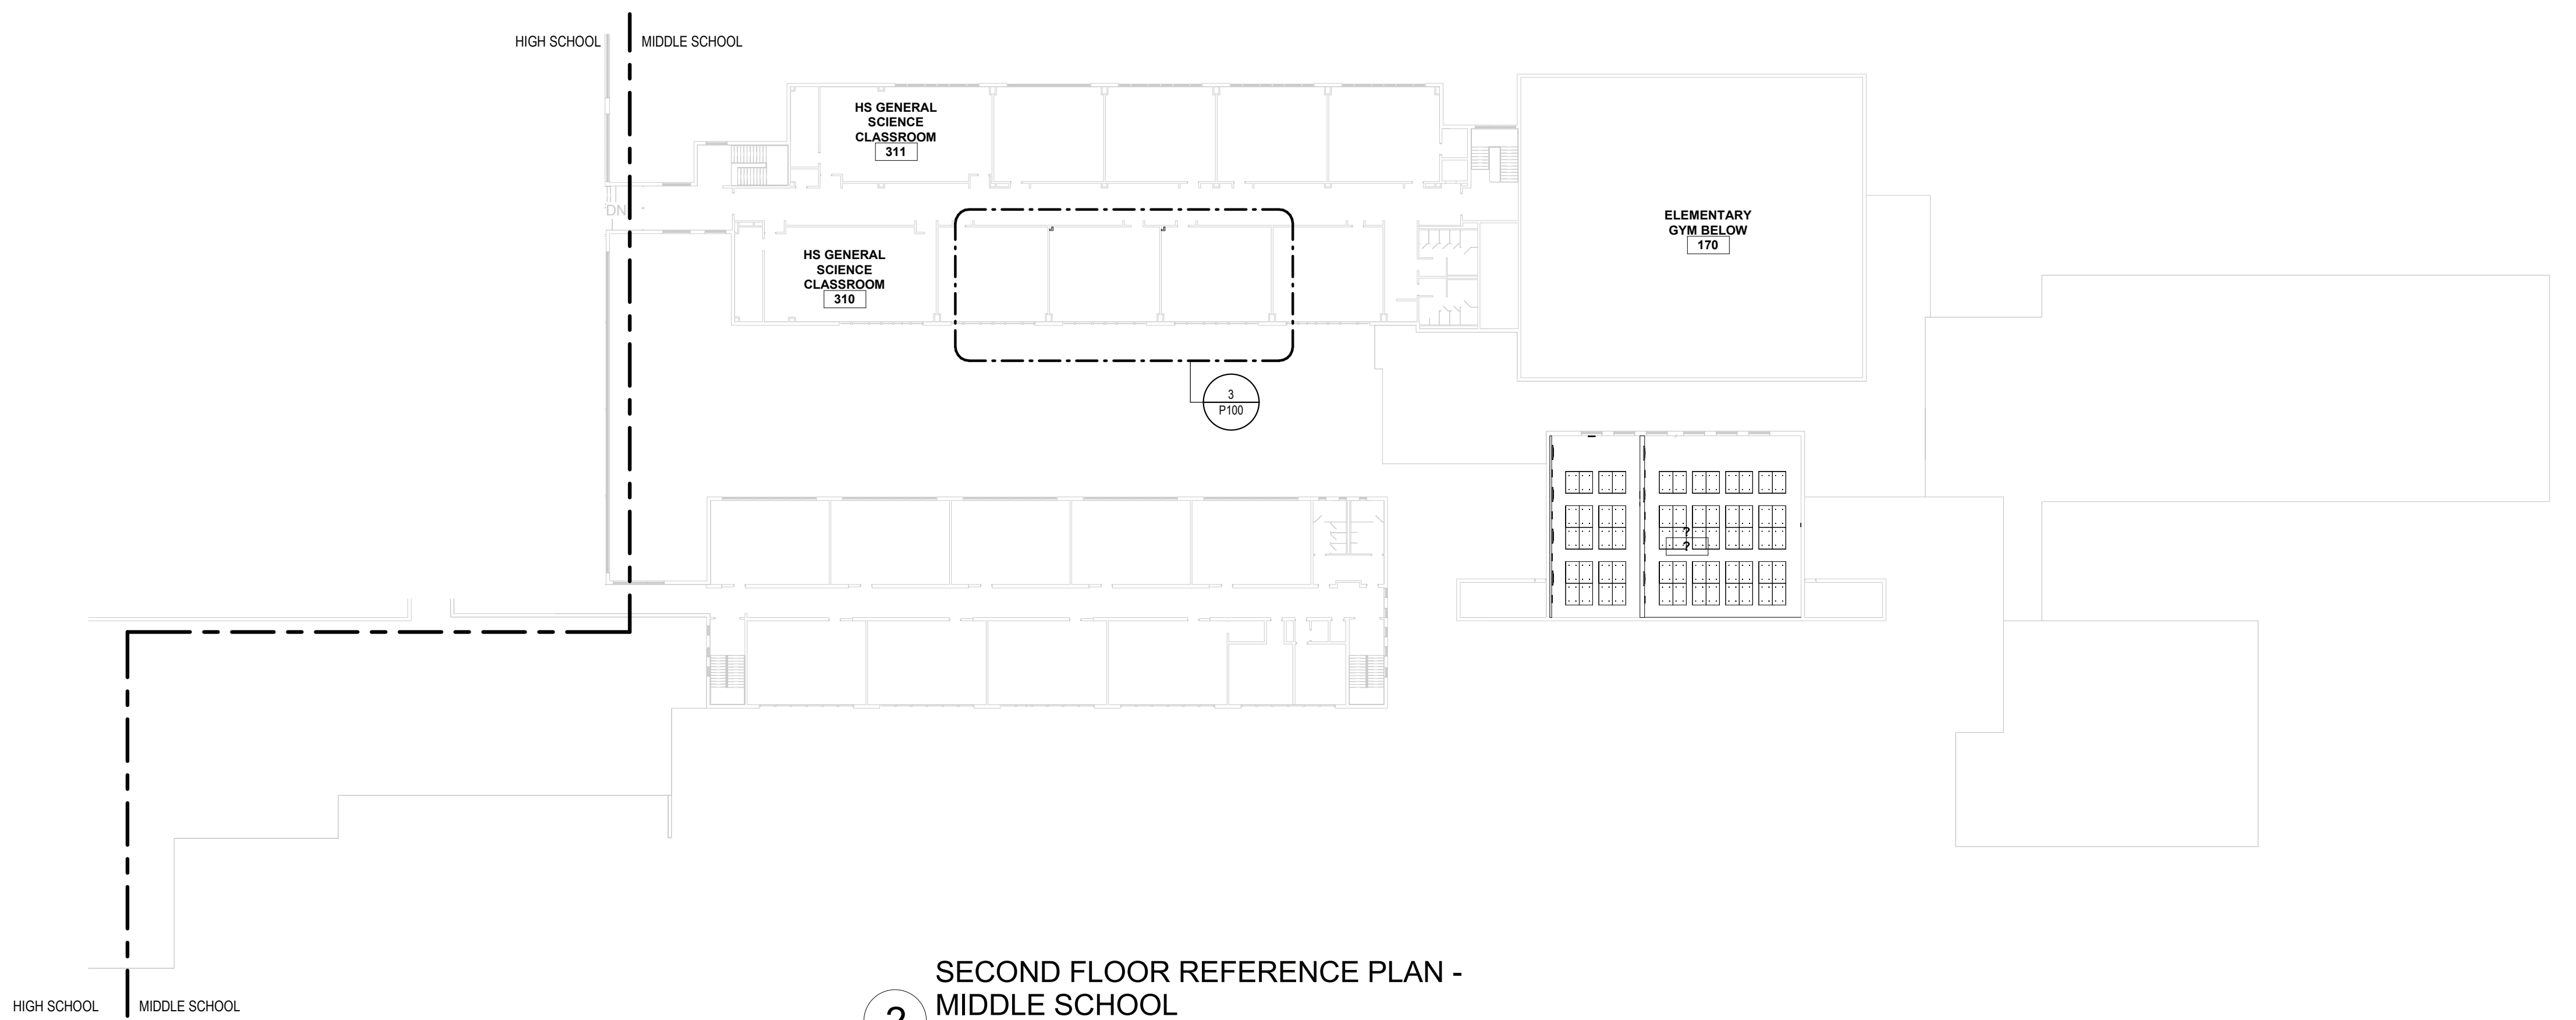 HIGH SCHOOL
MIDDLE SCHOOL
HS GENERAL
SCIENCE
CLASSROOM
311
DN
ELEMENTARY
GYM BELOW
170
HS GENERAL
SCIENCE
CLASSROOM
310
3
P100
?
?
SECOND FLOOR REFERENCE PLAN -
MIDDLE SCHOOL
2
HIGH SCHOOL
MIDDLE SCHOOL